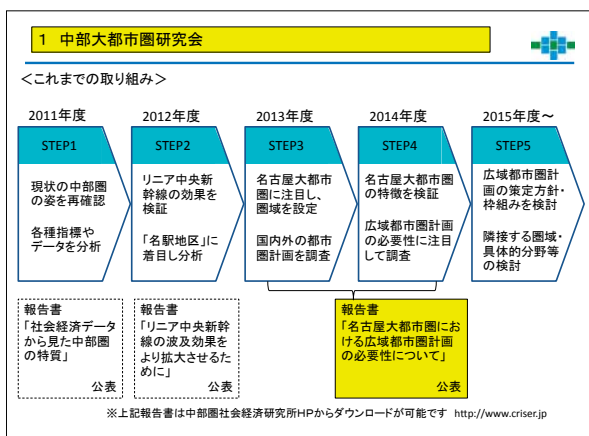 1 中部大都市圏研究会
＜これまでの取り組み＞
2011年度
2012年度
2013年度
2014年度
2015年度～
STEP1
現状の中部圏
の姿を再確認
各種指標や
データを分析
STEP2
リニア中央新
幹線の効果を
検証
「名駅地区」に
着目し分析
STEP3
名古屋大都市
圏に注目し、
圏域を設定
国内外の都市
圏計画を調査
STEP4
名古屋大都市圏
の特徴を検証
広域都市圏計画
の必要性に注目
して調査
STEP5
広域都市圏計
画の策定方針・
枠組みを検討
隣接する圏域・
具体的分野等
の検討
報告書
「社会経済データ
から見た中部圏
の特質」
公表
報告書
「リニア中央新幹
線の波及効果を
より拡大させるた
めに」
公表
報告書
「名古屋大都市圏にお
ける広域都市圏計画
の必要性について」
公表
※上記報告書は中部圏社会経済研究所HPからダウンロードが可能です http://www.criser.jp